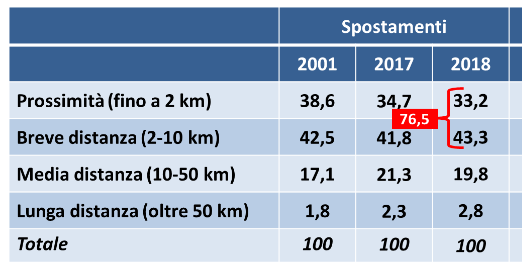 Spostamenti
2001 2017 2018
Prossimità (fino a 2 km) 38,6 34,7 33,2
76,5
Breve distanza (2-10 km) 42,5 41,8 43,3
Media distanza (10-50 km) 17,1 21,3 19,8
Lunga distanza (oltre 50 km) 1,8 2,3 2,8
Totale 100 100 100